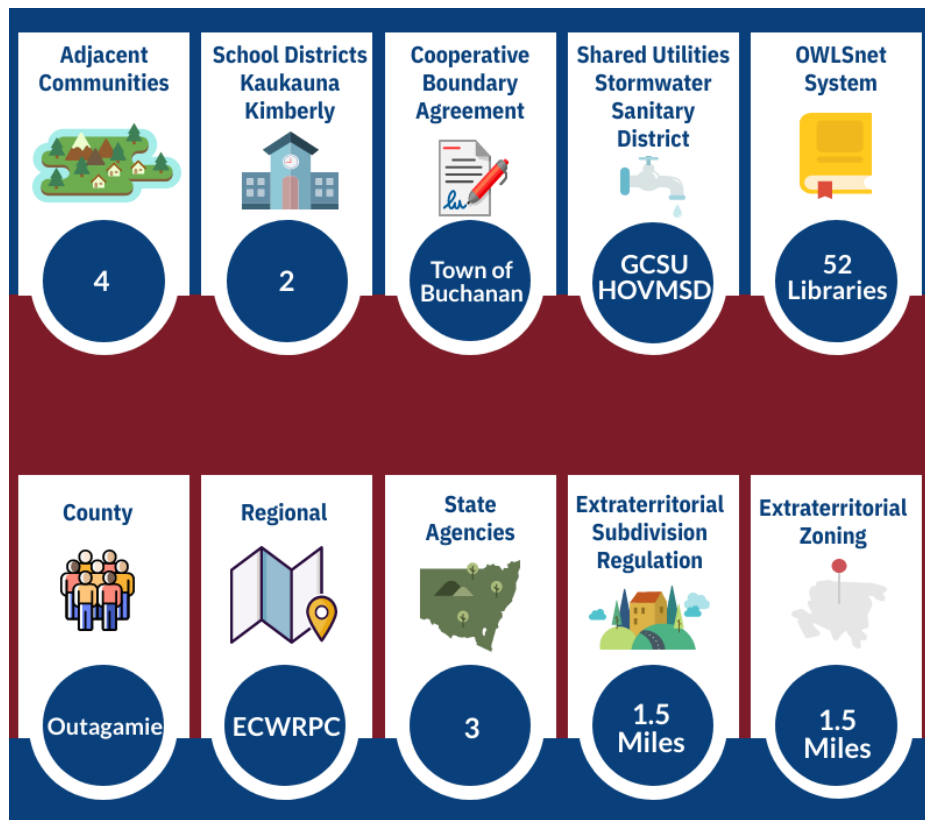 Adjacent
Communities
4
School Districts
Kaukauna
Kimberly
2
Cooperative
Boundary
Agreement
Town of
Buchanan
Shared Utilities
Stormwater
Sanitary
District
GCSU
HOVMSD
OWLSnet
System
52
Libraries
County
Outagamie
Regional
ECWRPC
State
Agencies
3
Extraterritorial
Subdivision
Regulation
1.5
Miles
Extraterritorial
Zoning
1.5
Miles